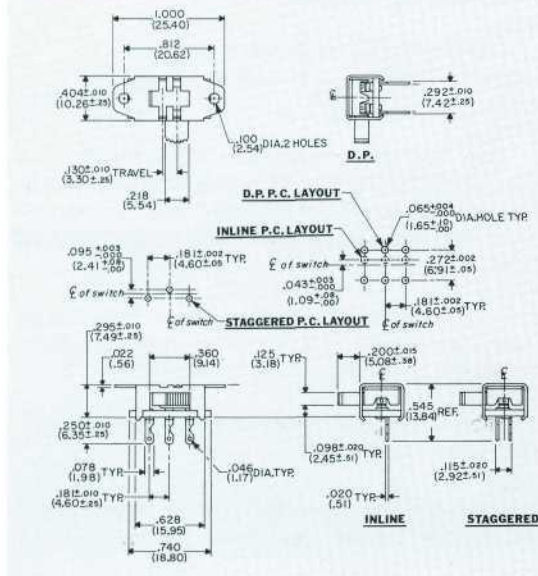 1.000
(25.40)
.812
(20.62)
.404±.010
(10.26±.25)
.100 DIA, 2 HOLES
(2.54)
.130±.010 TRAVEL
(3.30±.25)
.218
(5.54)
.292±.010
(7.42±.25)
D.P.
D.P. P.C. LAYOUT
INLINE P.C. LAYOUT
.065+.004 -.000 DIA, HOLE TYP.
(1.65+.10 -.00)
.095+.003 -.000
(2.41+.08 -.00)
.181±.002 TYP.
(4.60±.05)
℄ of switch
℄ of switch
STAGGERED P.C. LAYOUT
℄ of switch
.043+.003 -.000
(1.09+.08 -.00)
.272±.002
(6.91±.05)
.181±.002
(4.60±.05) TYP.
℄ of switch
.295±.010
(7.49±.25)
.022
(.56)
.360
(9.14)
.125 TYP.
(3.18)
.200±.015
(5.08±.38)
℄
.545 REF.
(13.84)
℄
.250±.010
(6.35±.25)
.078 TYP.
(1.98)
.181±.010 TYP.
(4.60±.25)
.046 DIA, TYP.
(1.17)
.098±.020 TYP.
(2.45±.51)
.115±.020
(2.92±.51)
.020 TYP.
(.51)
.628
(15.95)
.740
(18.80)
INLINE
STAGGERED